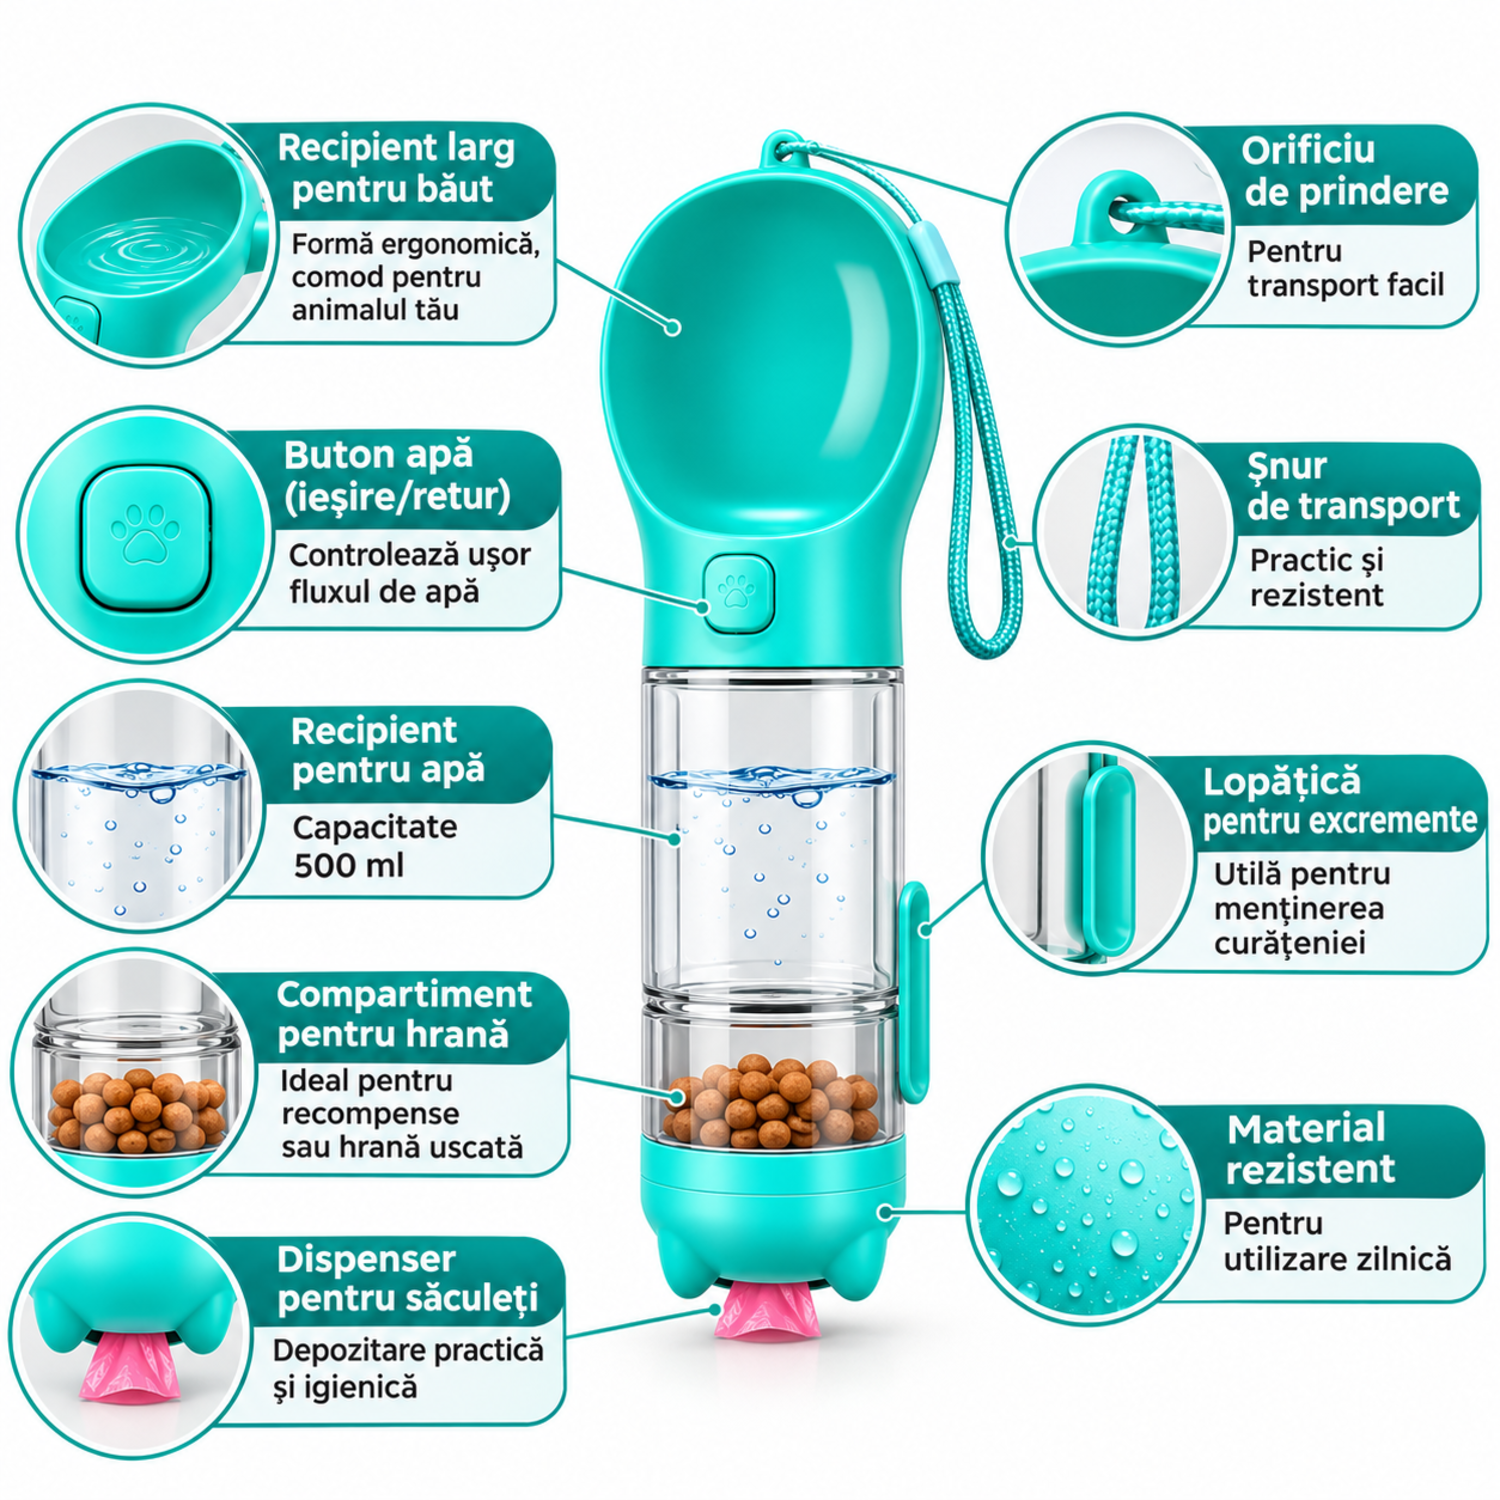 Recipient larg
pentru băut
Formă ergonomică,
comod pentru
animalul tău
Buton apă
(ieșire/retur)
Controlează ușor
fluxul de apă
Recipient
pentru apă
Capacitate
500 ml
Compartiment
pentru hrană
Ideal pentru
recompense
sau hrană uscată
Dispenser
pentru săculeți
Depozitare practică
și igienică
Orificiu
de prindere
Pentru
transport facil
Șnur
de transport
Practic și
rezistent
Lopățică
pentru excremente
Utilă pentru
menținerea
curățeniei
Material
rezistent
Pentru
utilizare zilnică